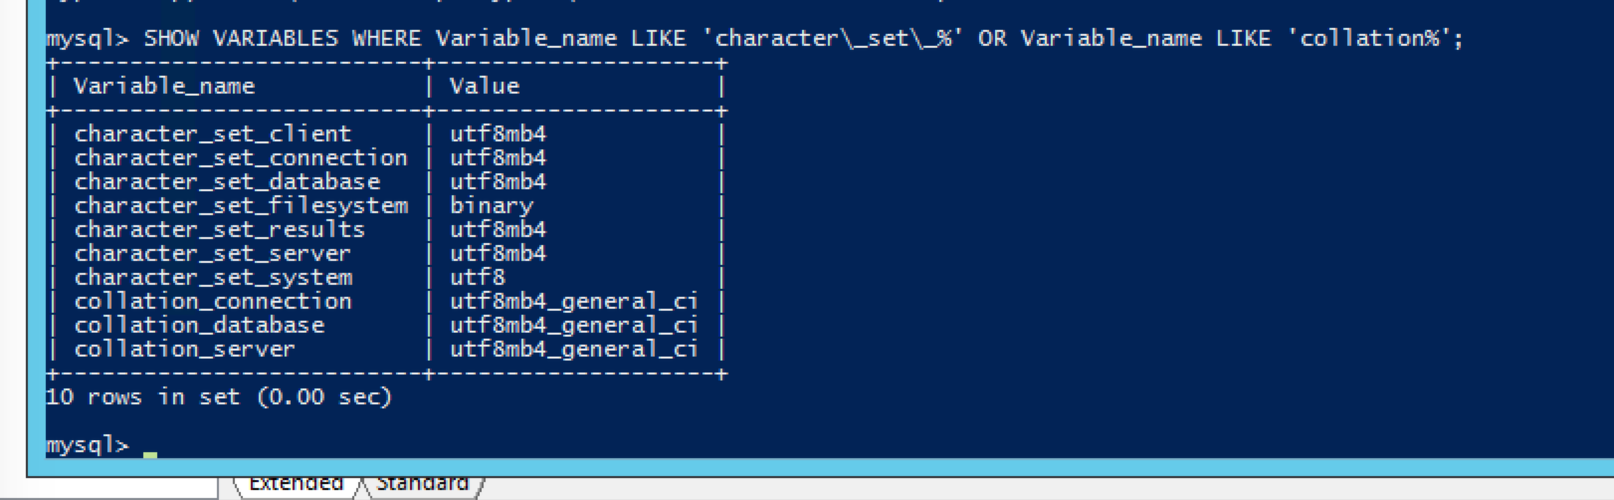 mysql> SHOW VARIABLES WHERE Variable_name LIKE 'character\_set\_%' OR Variable_name LIKE 'collation%';
+--------------------------+--------------------+
| Variable_name            | Value              |
+--------------------------+--------------------+
| character_set_client     | utf8mb4            |
| character_set_connection | utf8mb4            |
| character_set_database   | utf8mb4            |
| character_set_filesystem | binary             |
| character_set_results    | utf8mb4            |
| character_set_server     | utf8mb4            |
| character_set_system     | utf8               |
| collation_connection     | utf8mb4_general_ci |
| collation_database       | utf8mb4_general_ci |
| collation_server         | utf8mb4_general_ci |
+--------------------------+--------------------+
10 rows in set (0.00 sec)
mysql> _
Extended Standard